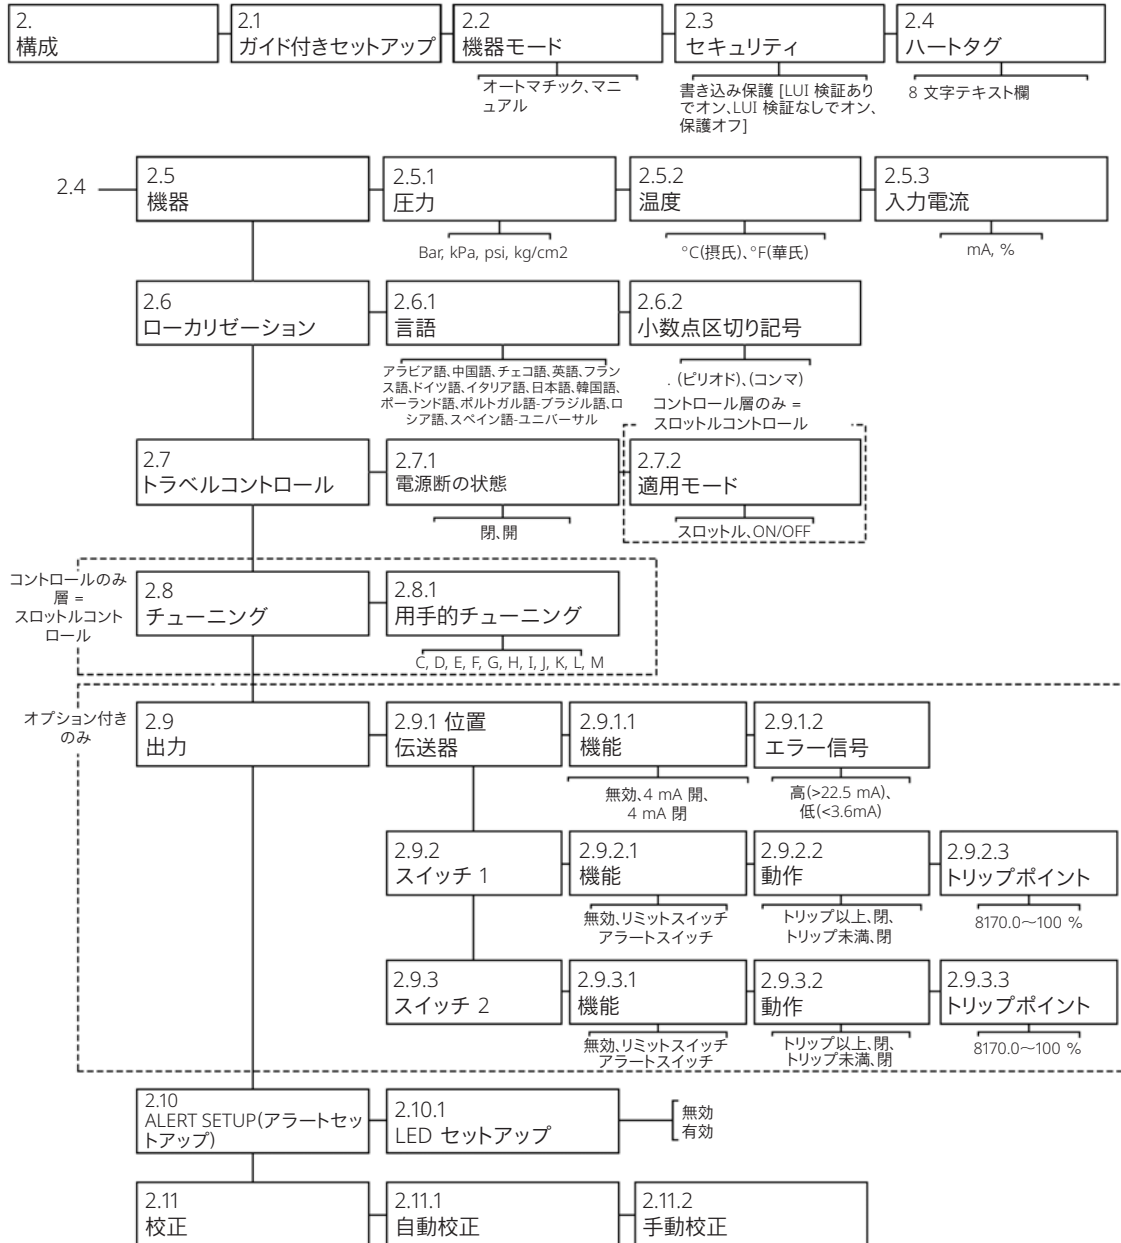 2.
構成
2.1
ガイド付きセットアップ
2.2
機器モード
2.3
セキュリティ
2.4
ハートタグ
オートマチック、マニ
ュアル
書き込み保護 [LUI 検証あり
でオン、LUI 検証なしでオン、
保護オフ]
8 文字テキスト欄
2.4
2.5
機器
2.5.1
圧力
2.5.2
温度
2.5.3
入力電流
Bar, kPa, psi, kg/cm2
°C(摂氏)、°F(華氏)
mA, %
2.6
ローカリゼーション
2.6.1
言語
2.6.2
小数点区切り記号
アラビア語、中国語、チェコ語、英語、フラン
ス語、ドイツ語、イタリア語、日本語、韓国語、
ポーランド語、ポルトガル語-ブラジル語、ロ
シア語、スペイン語-ユニバーサル
. (ピリオド)、(コンマ)
コントロール層のみ =
スロットルコントロール
2.7
トラベルコントロール
2.7.1
電源断の状態
2.7.2
適用モード
閉、開
スロットル、ON/OFF
コントロールのみ
層 =
スロットルコント
ロール
2.8
チューニング
2.8.1
用手的チューニング
C, D, E, F, G, H, I, J, K, L, M
オプション付き
のみ
2.9
出力
2.9.1 位置
伝送器
2.9.1.1
機能
2.9.1.2
エラー信号
無効、4 mA 開、
4 mA 閉
高(>22.5 mA)、
低(<3.6mA)
2.9.2
スイッチ 1
2.9.2.1
機能
2.9.2.2
動作
2.9.2.3
トリップポイント
無効、リミットスイッチ
アラートスイッチ
トリップ以上、閉、
トリップ未満、閉
8170.0～100 %
2.9.3
スイッチ 2
2.9.3.1
機能
2.9.3.2
動作
2.9.3.3
トリップポイント
無効、リミットスイッチ
アラートスイッチ
トリップ以上、閉、
トリップ未満、閉
8170.0～100 %
2.10
ALERT SETUP(アラートセッ
トアップ)
2.10.1
LED セットアップ
無効
有効
2.11
校正
2.11.1
自動校正
2.11.2
手動校正